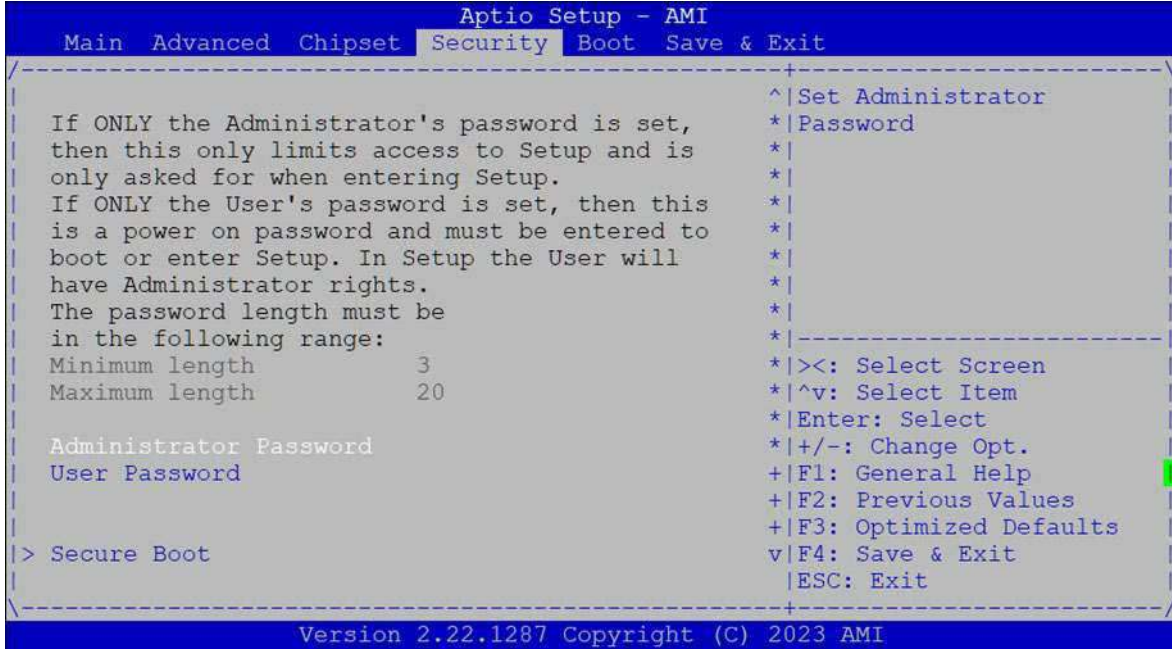 Aptio Setup - AMI
Main Advanced Chipset Security Boot Save & Exit
/---------------------------------------------------+-------------------------\
^|Set Administrator
If ONLY the Administrator's password is set, *|Password
then this only limits access to Setup and is *|
only asked for when entering Setup. *|
If ONLY the User's password is set, then this *|
is a power on password and must be entered to *|
boot or enter Setup. In Setup the User will *|
have Administrator rights. *|
The password length must be *|
in the following range: *|-------------------------|
Minimum length 3 *|><: Select Screen
Maximum length 20 *|^v: Select Item
*|Enter: Select
Administrator Password *|+/-: Change Opt.
User Password +|F1: General Help
+|F2: Previous Values
+|F3: Optimized Defaults
|> Secure Boot v|F4: Save & Exit
|ESC: Exit
\---------------------------------------------------+-------------------------/
Version 2.22.1287 Copyright (C) 2023 AMI